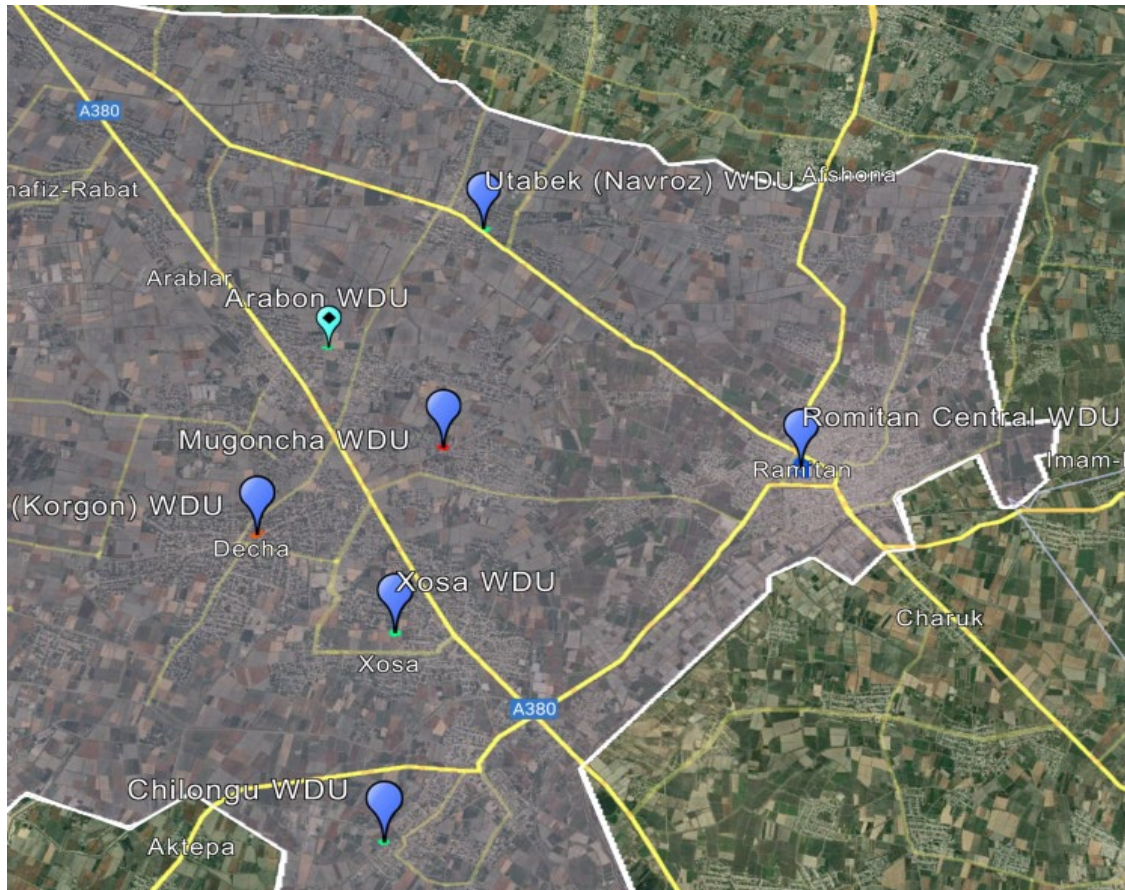 A380
Utabek (Navroz) WDU
Afshona
nafiz-Rabat
Arablar
Arabon WDU
Romitan Central WDU
Mugoncha WDU
Ramitan
Imam-
(Korgon) WDU
Decha
Xosa WDU
Charuk
Xosa
A380
Chilongu WDU
Aktepa